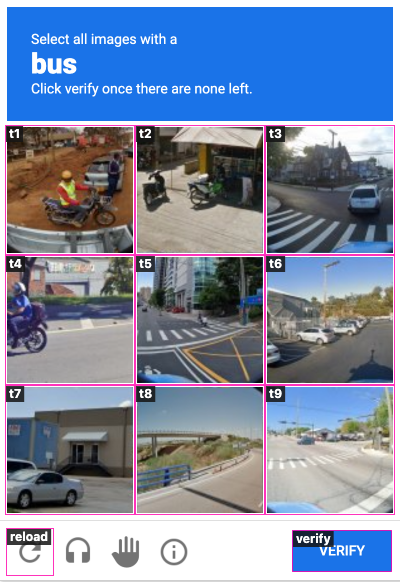 Select all images with a
bus
Click verify once there are none left.
t1
t2
t3
t4
t5
t6
t7
t8
t9
reload
verify
VERIFY